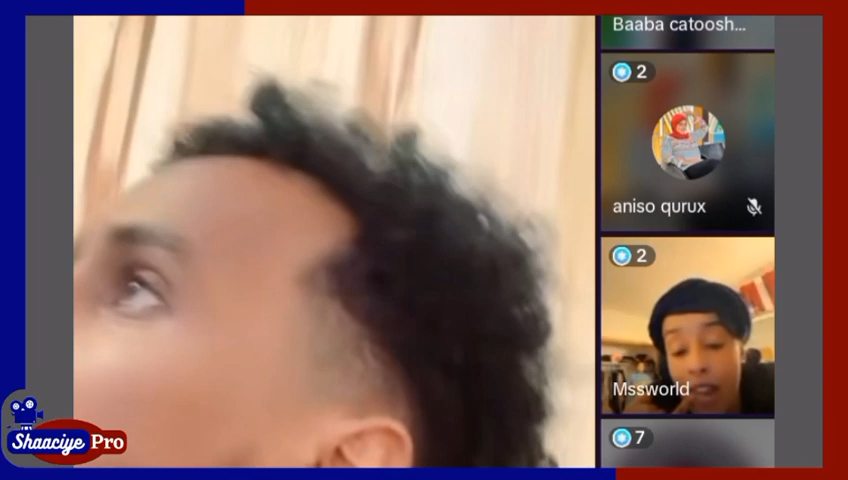 Baaba catoosh...
2
aniso qurux
2
Mssworld
7
Shaaciye Pro